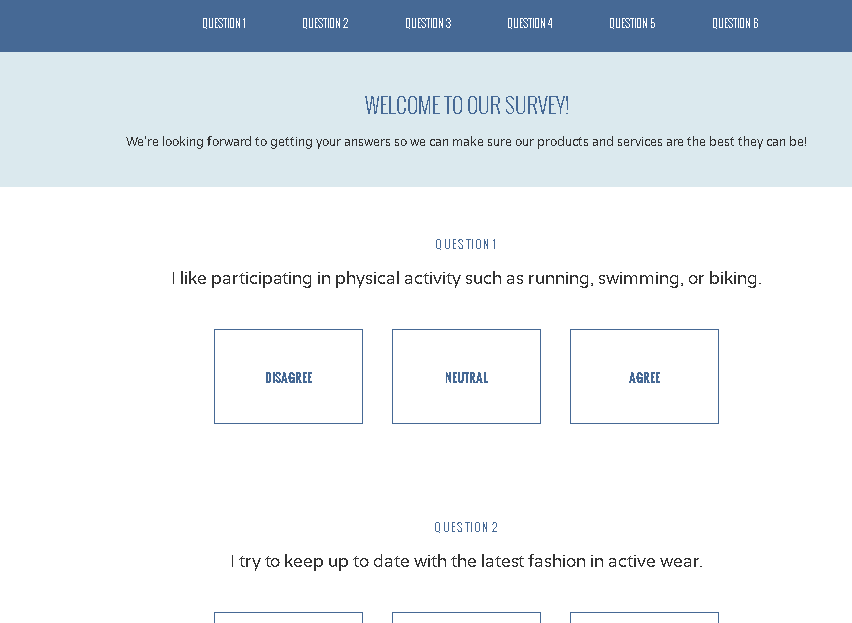 QUESTION 1 QUESTION 2 QUESTION 3 QUESTION 4 QUESTION 5 QUESTION 6
WELCOME TO OUR SURVEY!
We're looking forward to getting your answers so we can make sure our products and services are the best they can be!
QUESTION 1
I like participating in physical activity such as running, swimming, or biking.
DISAGREE NEUTRAL AGREE
QUESTION 2
I try to keep up to date with the latest fashion in active wear.